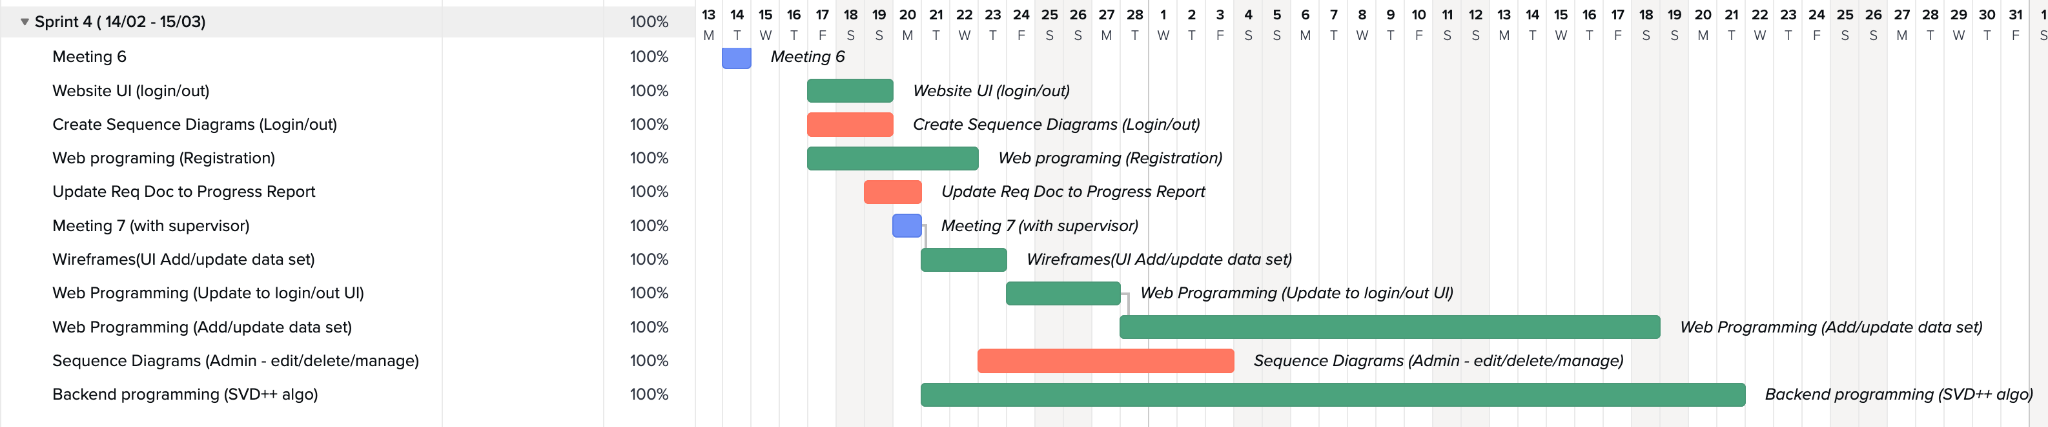 Sprint 4 ( 14/02 - 15/03) 100% 13 14 15 16 17 18 19 20 21 22 23 24 25 26 27 28 1 2 3 4 5 6 7 8 9 10 11 12 13 14 15 16 17 18 19 20 21 22 23 24 25 26 27 28 29 30 31 1
M T W T F S S M T W T F S S M T W T F S S M T W T F S S M T W T F S S M T W T F S S M T W T F S
Meeting 6 100% Meeting 6
Website UI (login/out) 100% Website UI (login/out)
Create Sequence Diagrams (Login/out) 100% Create Sequence Diagrams (Login/out)
Web programing (Registration) 100% Web programing (Registration)
Update Req Doc to Progress Report 100% Update Req Doc to Progress Report
Meeting 7 (with supervisor) 100% Meeting 7 (with supervisor)
Wireframes(UI Add/update data set) 100% Wireframes(UI Add/update data set)
Web Programming (Update to login/out UI) 100% Web Programming (Update to login/out UI)
Web Programming (Add/update data set) 100% Web Programming (Add/update data set)
Sequence Diagrams (Admin - edit/delete/manage) 100% Sequence Diagrams (Admin - edit/delete/manage)
Backend programming (SVD++ algo) 100% Backend programming (SVD++ algo)